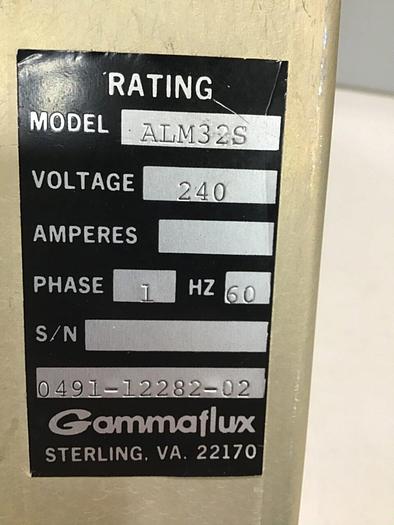 RATING
MODEL ALM32S
VOLTAGE 240
AMPERES
PHASE 1 HZ 60
S/N
0491-12282-02
Gammaflux
STERLING, VA. 22170